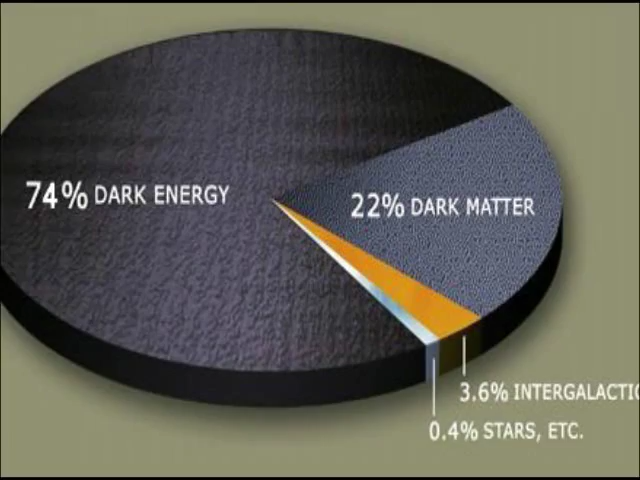 74% DARK ENERGY
22% DARK MATTER
3.6% INTERGALACTIC
0.4% STARS, ETC.